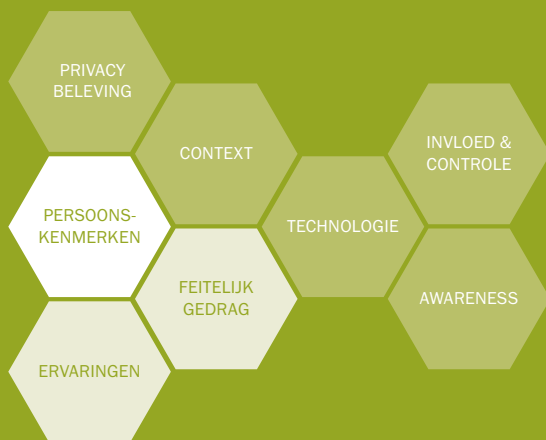 PRIVACY
BELEVING
CONTEXT
INVLOED &
CONTROLE
PERSOONS-
KENMERKEN
TECHNOLOGIE
FEITELIJK
GEDRAG
AWARENESS
ERVARINGEN